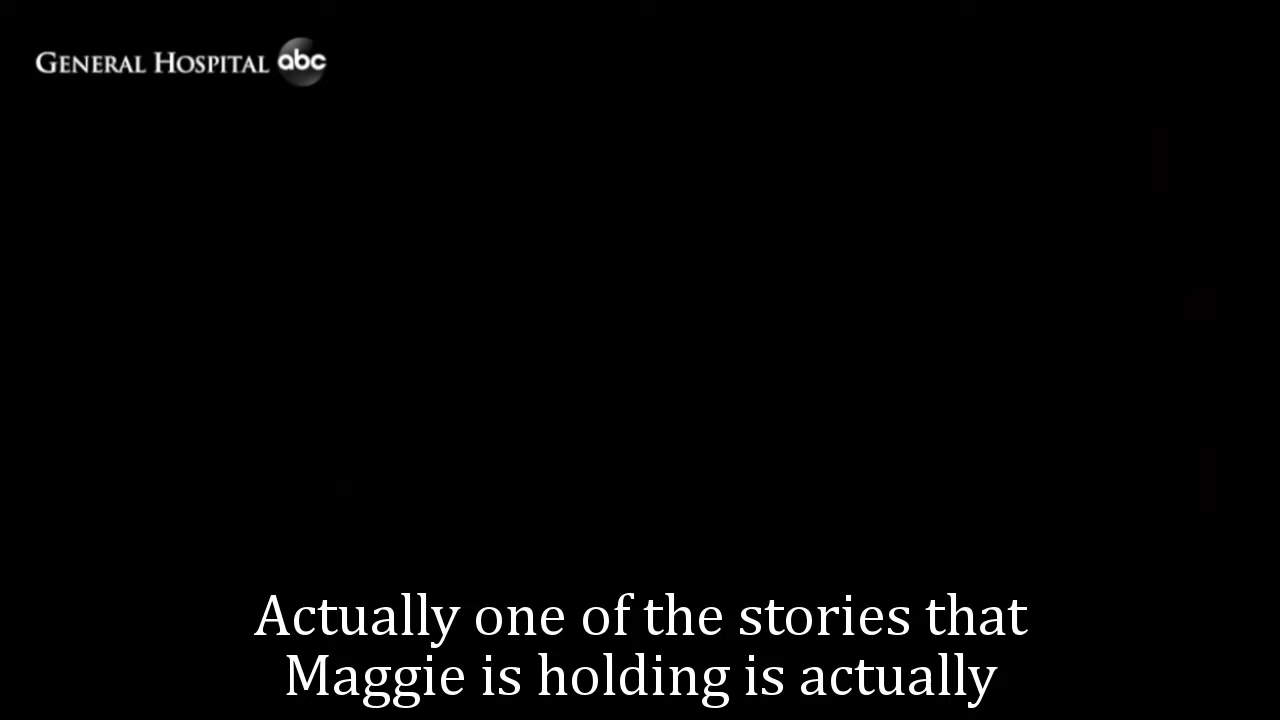 General Hospital abc
Actually one of the stories that
Maggie is holding is actually